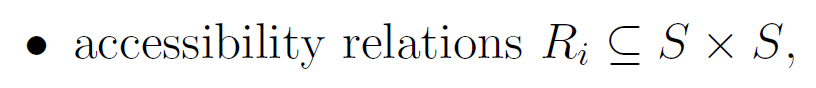 • accessibility relations Rᵢ ⊆ S × S,